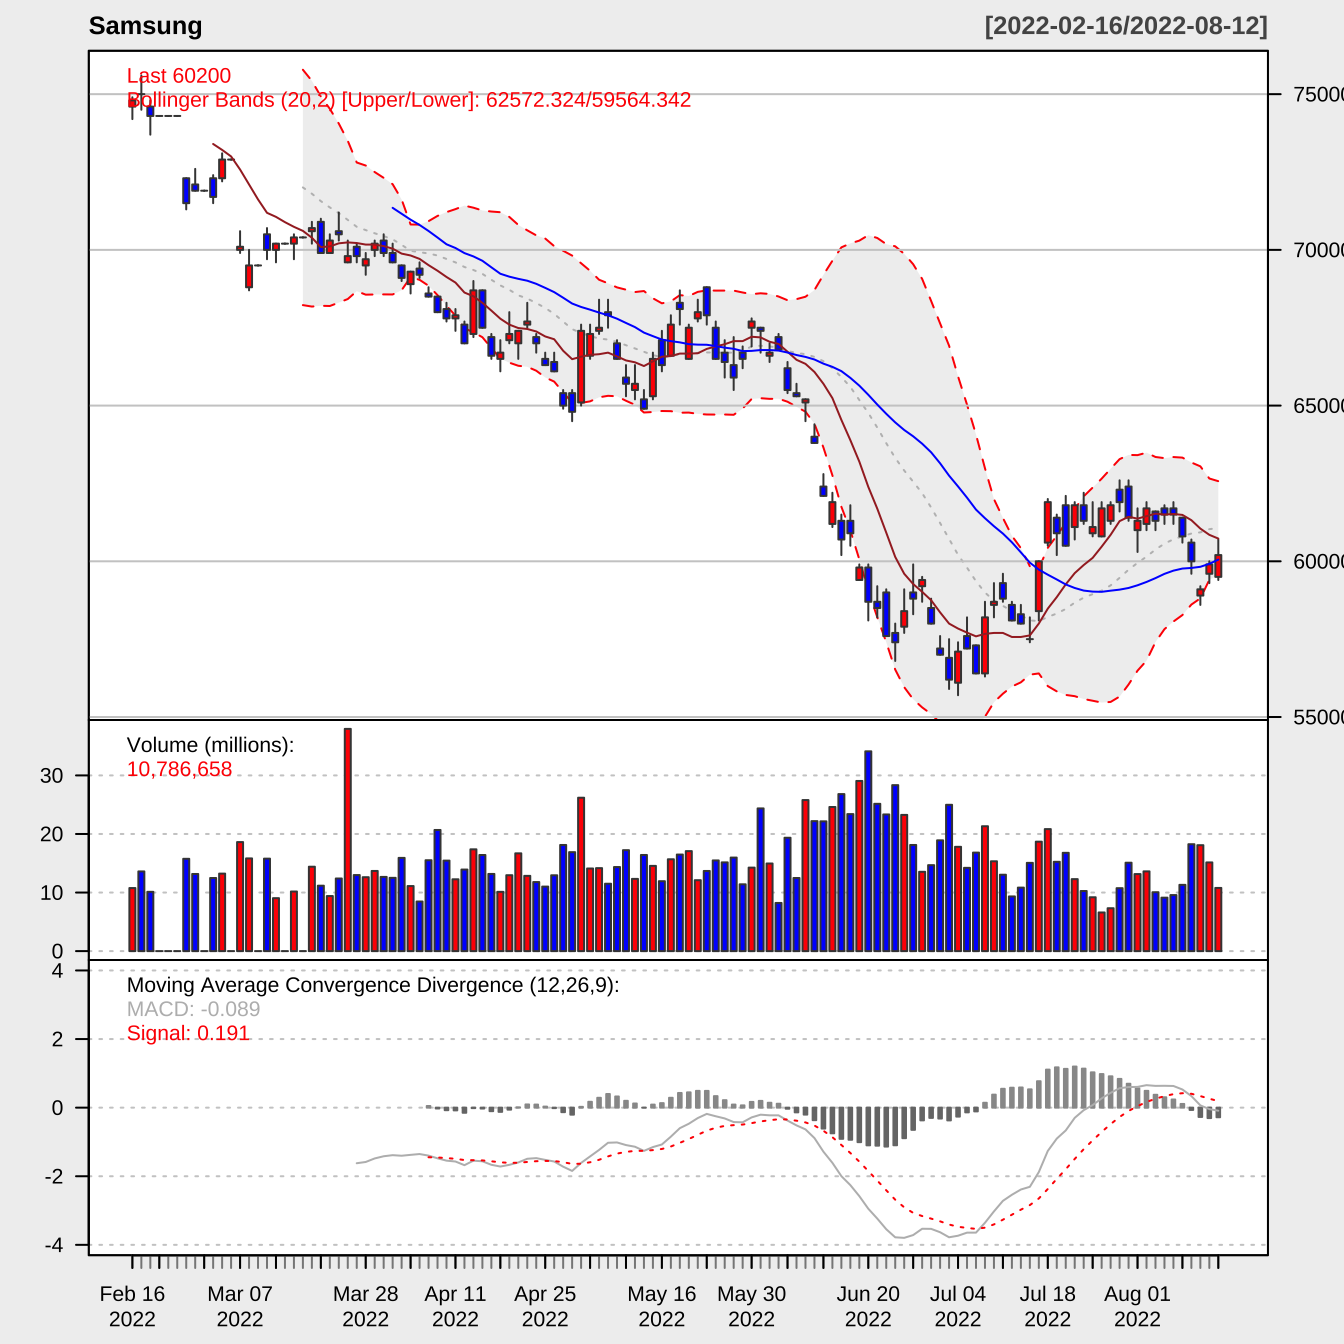 Samsung [2022-02-16/2022-08-12]
Last 60200
Bollinger Bands (20,2) [Upper/Lower]: 62572.324/59564.342
75000
70000
65000
60000
55000
Volume (millions):
10,786,658
30
20
10
0
Moving Average Convergence Divergence (12,26,9):
MACD: -0.089
Signal: 0.191
4
2
0
-2
-4
Feb 16 Mar 07 Mar 28 Apr 11 Apr 25 May 16 May 30 Jun 20 Jul 04 Jul 18 Aug 01
2022 2022 2022 2022 2022 2022 2022 2022 2022 2022 2022